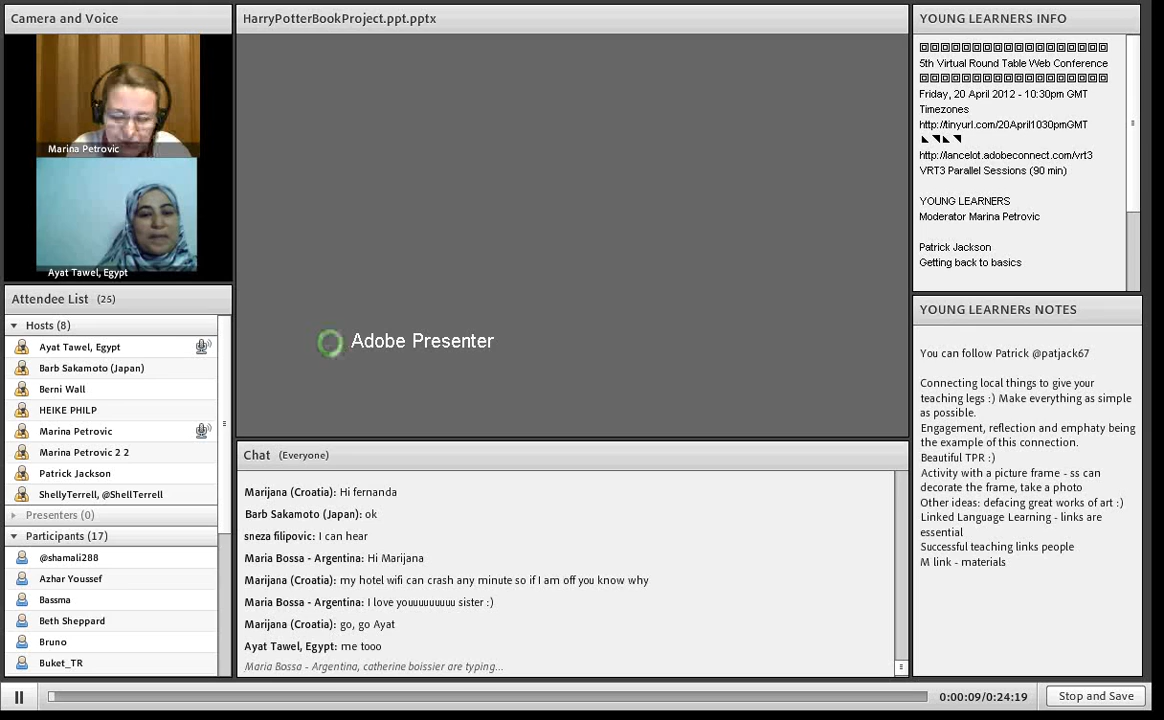 Camera and Voice
Marina Petrovic
Ayat Tawel, Egypt
Attendee List (25)
Hosts (8)
Ayat Tawel, Egypt
Barb Sakamoto (Japan)
Berni Wall
HEIKE PHILP
Marina Petrovic
Marina Petrovic 2 2
Patrick Jackson
ShellyTerrell, @ShellTerrell
Presenters (0)
Participants (17)
@shamali288
Azhar Youssef
Bassma
Beth Sheppard
Bruno
Buket_TR
HarryPotterBookProject.ppt.pptx
Adobe Presenter
Chat (Everyone)
Marijana (Croatia): Hi fernanda
Barb Sakamoto (Japan): ok
sneza filipovic: I can hear
Maria Bossa - Argentina: Hi Marijana
Marijana (Croatia): my hotel wifi can crash any minute so if I am off you know why
Maria Bossa - Argentina: I love youuuuuuuuu sister :)
Marijana (Croatia): go, go Ayat
Ayat Tawel, Egypt: me tooo
Maria Bossa - Argentina, catherine boissier are typing...
YOUNG LEARNERS INFO
5th Virtual Round Table Web Conference
Friday, 20 April 2012 - 10:30pm GMT
Timezones
http://tinyurl.com/20April1030pmGMT
http://lancelot.adobeconnect.com/vrt3
VRT3 Parallel Sessions (90 min)
YOUNG LEARNERS
Moderator Marina Petrovic
Patrick Jackson
Getting back to basics
YOUNG LEARNERs NOTES
You can follow Patrick @patjack67
Connecting local things to give your
teaching legs :) Make everything as simple
as possible.
Engagement, reflection and emphaty being
the example of this connection.
Beautiful TPR :)
Activity with a picture frame - ss can
decorate the frame, take a photo
Other ideas: defacing great works of art :)
Linked Language Learning - links are
essential
Successful teaching links people
M link - materials
0:00:09/0:24:19
Stop and Save